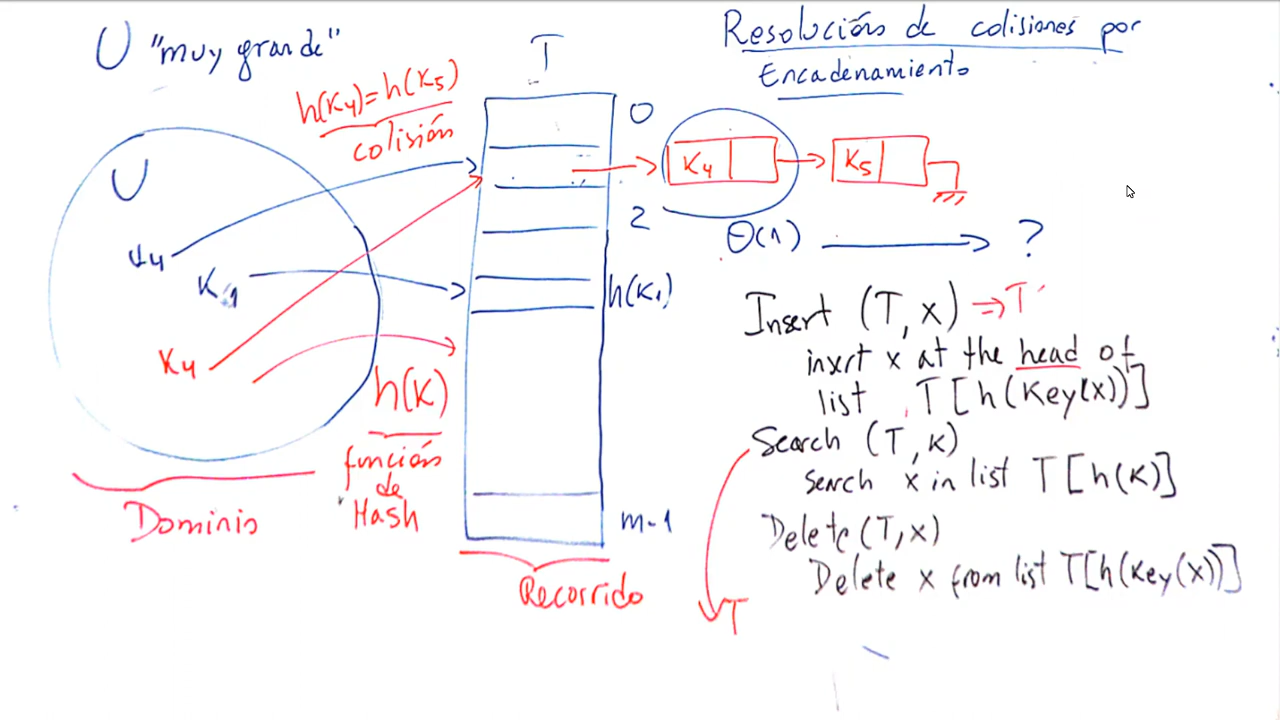 U "muy grande"
h(K4)=h(K5)
colisión
T
0
2
h(K1)
m-1
Resolución de colisiones por
Encadenamiento
K4
K5
Θ(1) ⟶ ?
U
K4
K1
K4
h(K)
función
de
Hash
Dominio
Recorrido
Insert (T, x) ⇒ T'
insert x at the head of
list T[h(Key(x))]
Search (T, K)
search x in list T[h(K)]
Delete (T, x)
Delete x from list T[h(Key(x))]
T